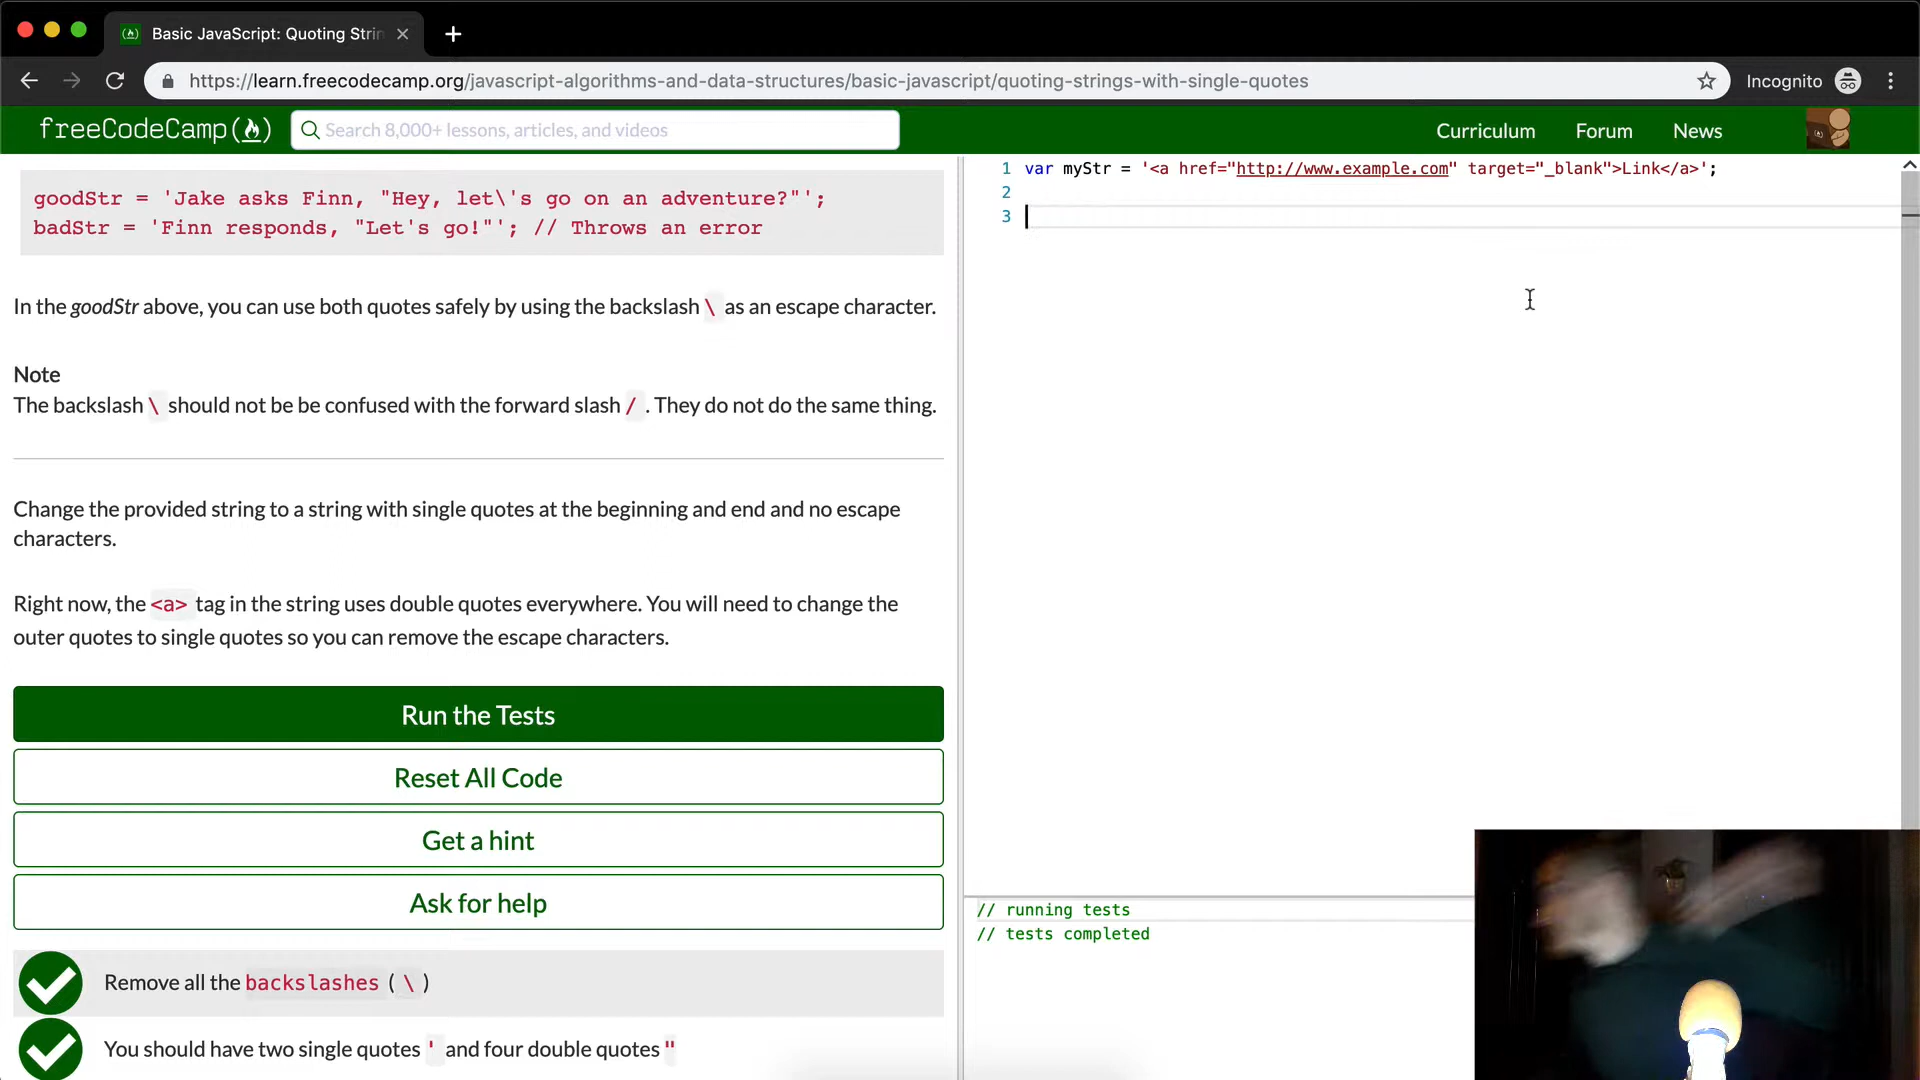 Basic JavaScript: Quoting Strin
https://learn.freecodecamp.org/javascript-algorithms-and-data-structures/basic-javascript/quoting-strings-with-single-quotes
Incognito
freeCodeCamp
Search 8,000+ lessons, articles, and videos
Curriculum
Forum
News
goodStr = 'Jake asks Finn, "Hey, let\'s go on an adventure?"';
badStr = 'Finn responds, "Let's go!"'; // Throws an error
In the goodStr above, you can use both quotes safely by using the backslash \ as an escape character.
Note
The backslash \ should not be be confused with the forward slash / . They do not do the same thing.
Change the provided string to a string with single quotes at the beginning and end and no escape
characters.
Right now, the <a> tag in the string uses double quotes everywhere. You will need to change the
outer quotes to single quotes so you can remove the escape characters.
Run the Tests
Reset All Code
Get a hint
Ask for help
Remove all the backslashes ( \ )
You should have two single quotes ' and four double quotes "
1 var myStr = '<a href="http://www.example.com" target="_blank">Link</a>';
2
3
// running tests
// tests completed